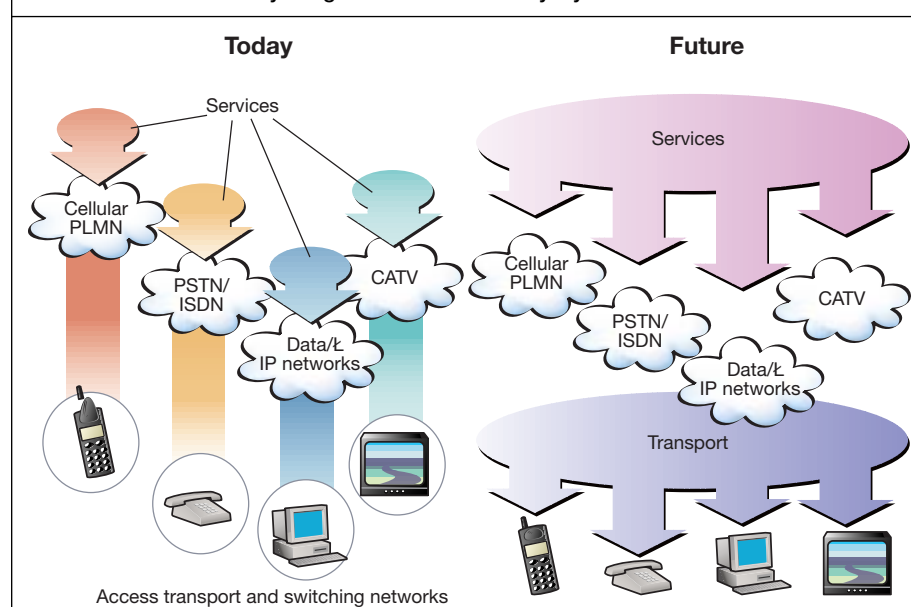 Today
Future
Services
Cellular
PLMN
PSTN/
ISDN
Data/Ł
IP networks
CATV
Access transport and switching networks
Services
Cellular
PLMN
PSTN/
ISDN
Data/Ł
IP networks
CATV
Transport